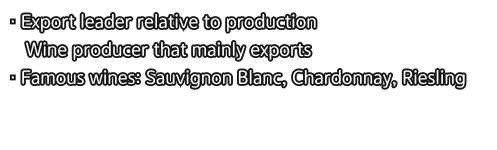 ▪ Export leader relative to production
Wine producer that mainly exports
▪ Famous wines: Sauvignon Blanc, Chardonnay, Riesling